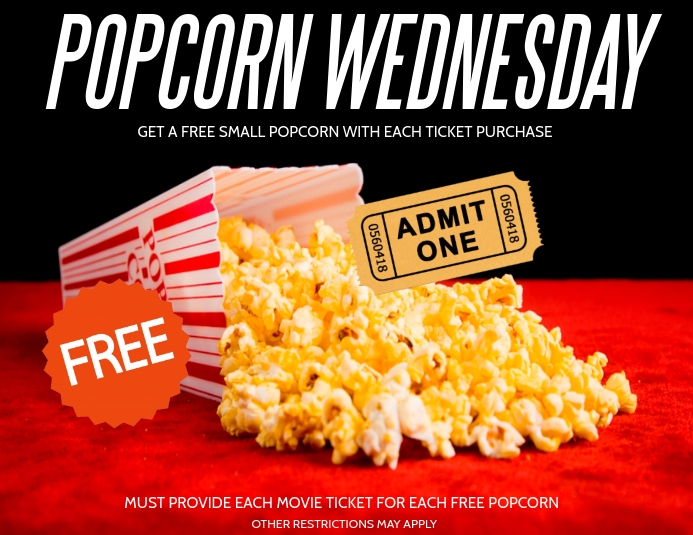 POPCORN WEDNESDAY
GET A FREE SMALL POPCORN WITH EACH TICKET PURCHASE
0560418
ADMIT
ONE
0560418
FREE
MUST PROVIDE EACH MOVIE TICKET FOR EACH FREE POPCORN
OTHER RESTRICTIONS MAY APPLY